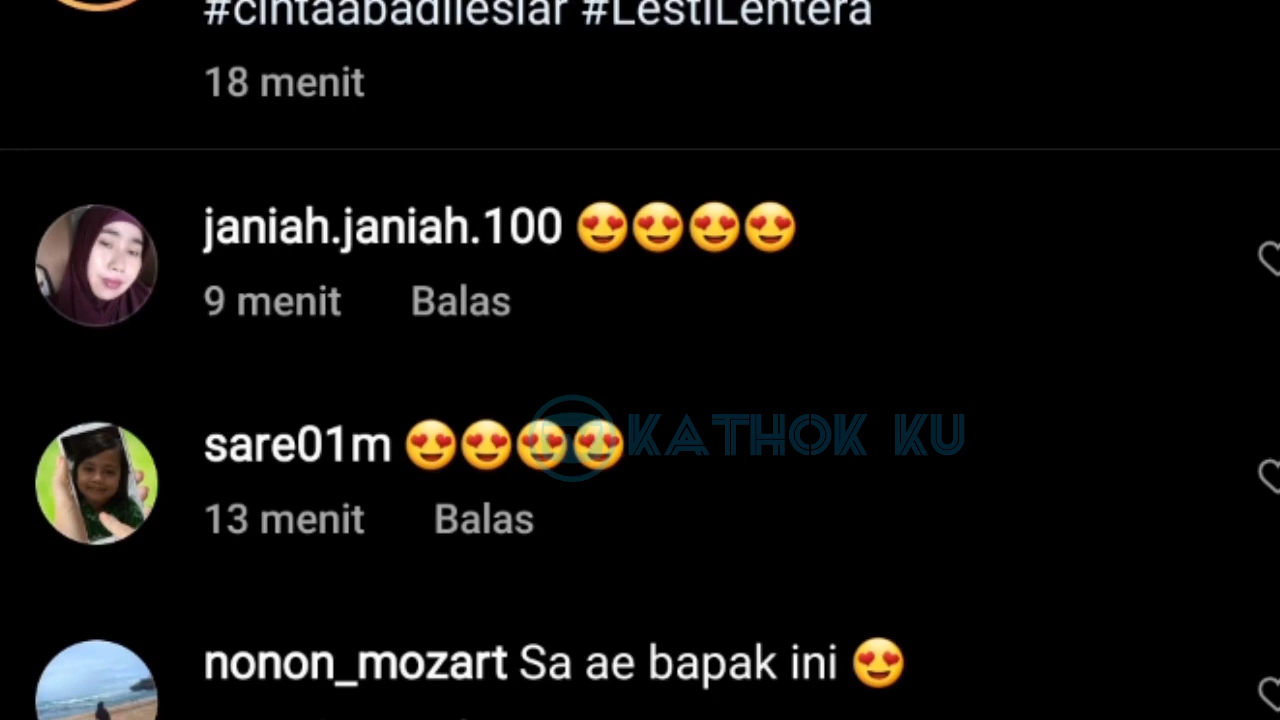 #cintaabadilesiar #LestiLentera
18 menit
janiah.janiah.100 😍😍😍😍
9 menit Balas
sare01m 😍😍😍😍
KATHOK KU
13 menit Balas
nonon_mozart Sa ae bapak ini 😍